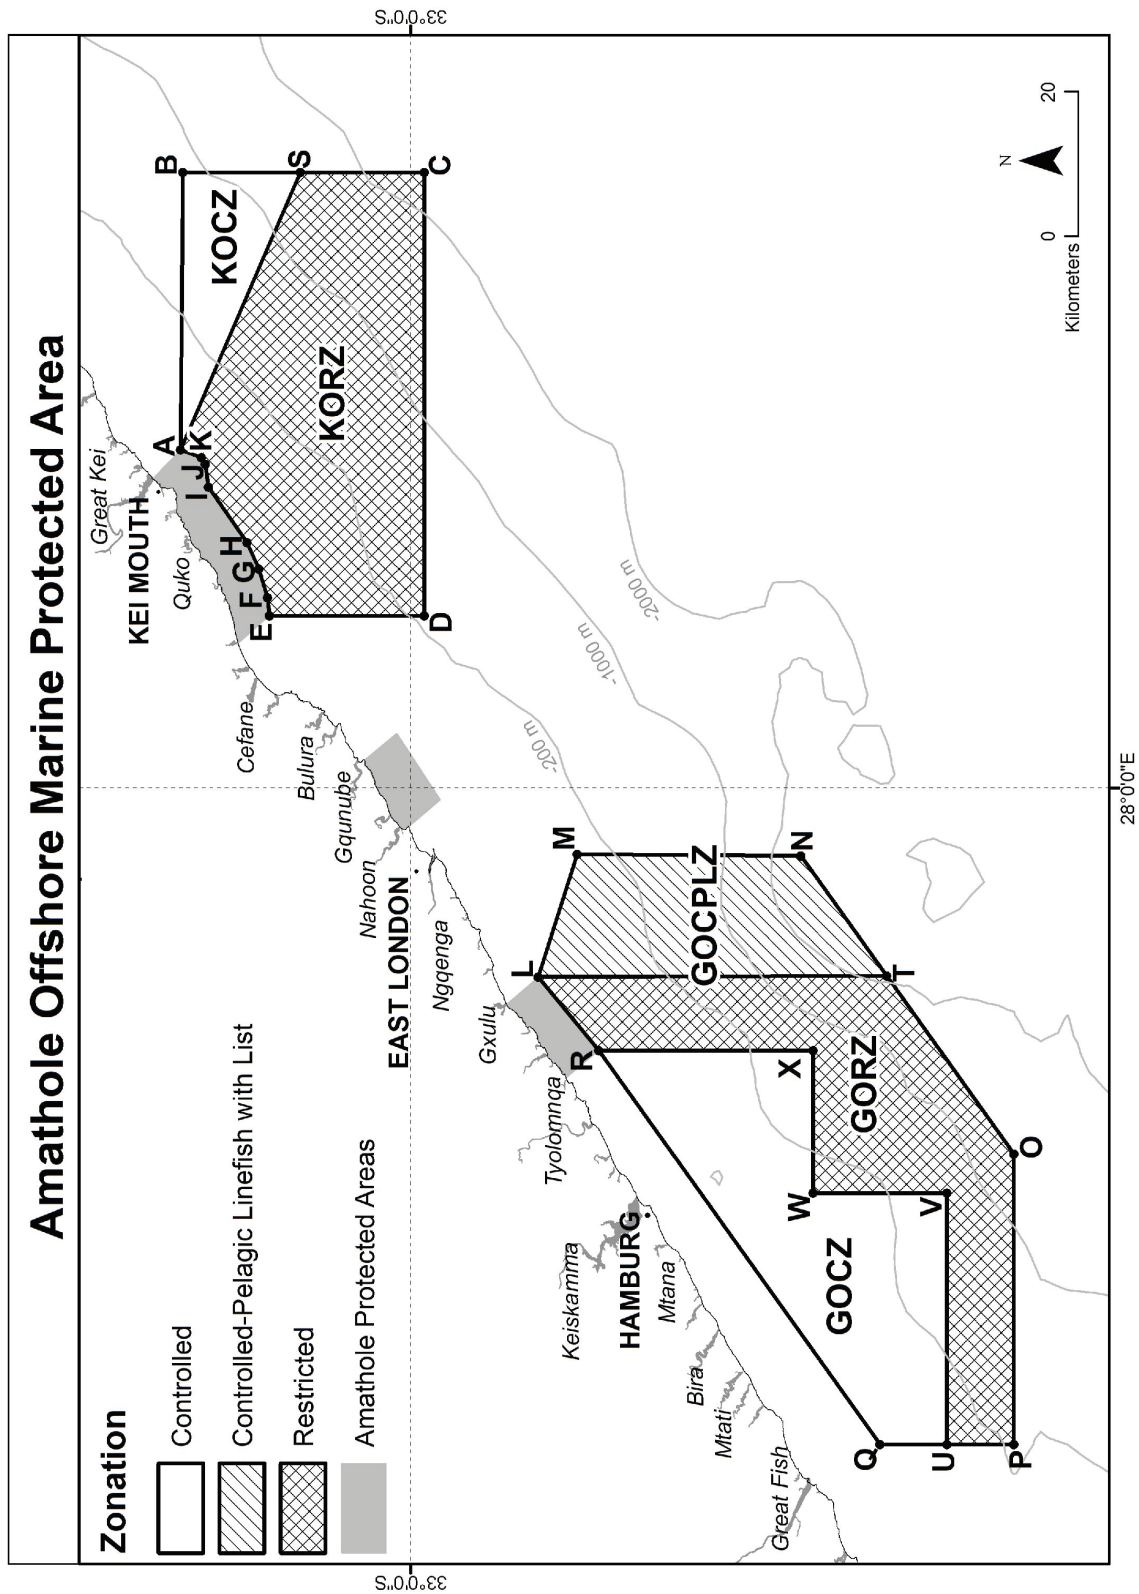 Amathole Offshore Marine Protected Area
33°0'0"S
33°0'0"S
28°0'0"E
Zonation
Controlled
Controlled-Pelagic Linefish with List
Restricted
Amathole Protected Areas
Great Kei
KEI MOUTH
Quko
Cefane
Bulura
Gqunube
Nahoon
EAST LONDON
Ngqenga
Gxulu
Tyolomnqa
Keiskamma
HAMBURG
Mtana
Bira
Mtati
Great Fish
A
B
S
C
D
E
F
G
H
I
J
K
KOCZ
KORZ
-200 m
-1000 m
-2000 m
L
M
N
T
O
P
U
Q
R
X
W
V
GOCPLZ
GORZ
GOCZ
N
0
20
Kilometers